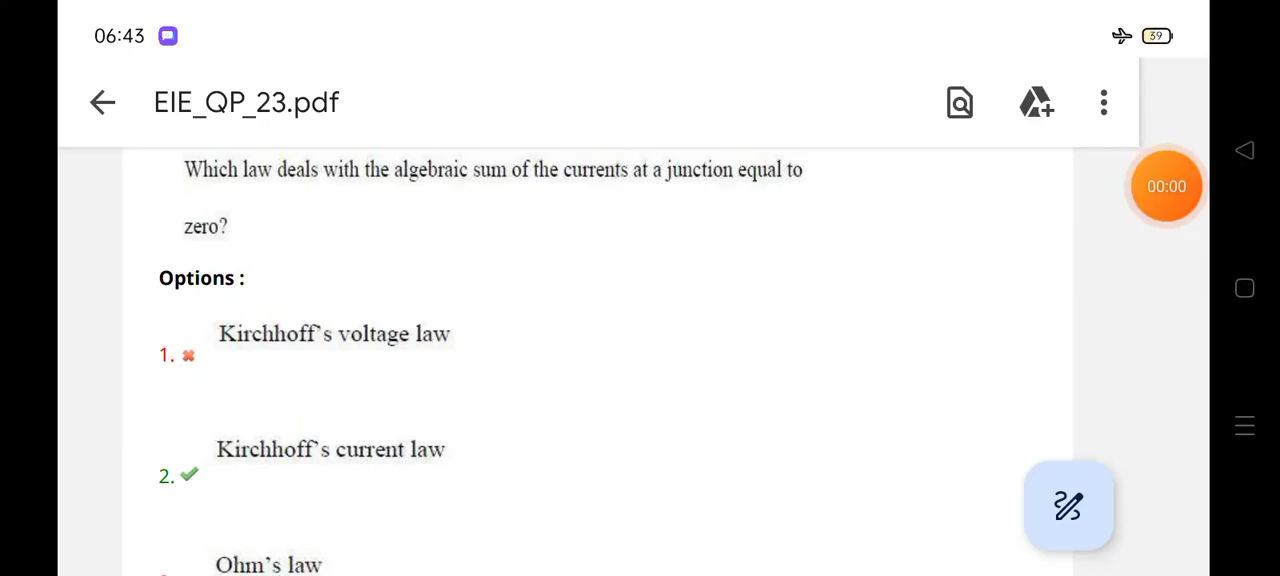 06:43
39
EIE_QP_23.pdf
Which law deals with the algebraic sum of the currents at a junction equal to
00:00
zero?
Options :
Kirchhoff's voltage law
1.
Kirchhoff's current law
2.
Ohm's law